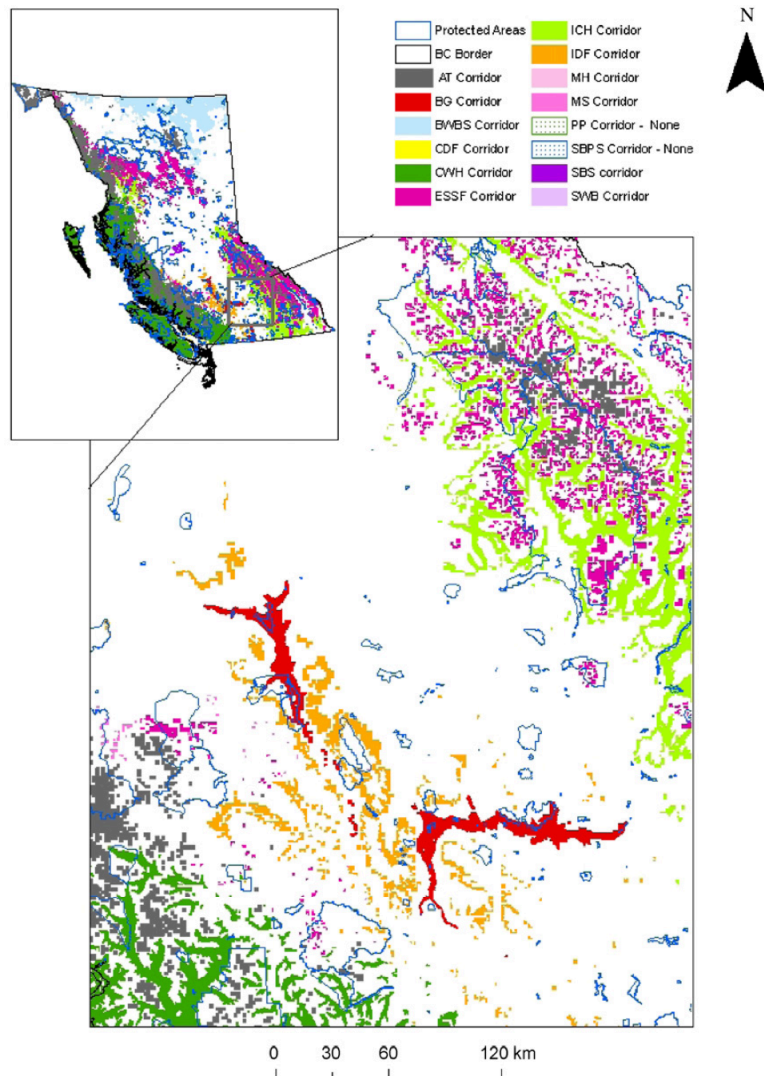 N
Protected Areas
BC Border
AT Corridor
BG Corridor
BWBS Corridor
CDF Corridor
CWH Corridor
ESSF Corridor
ICH Corridor
IDF Corridor
MH Corridor
MS Corridor
PP Corridor - None
SBPS Corridor - None
SBS corridor
SWB Corridor
0 30 60 120 km